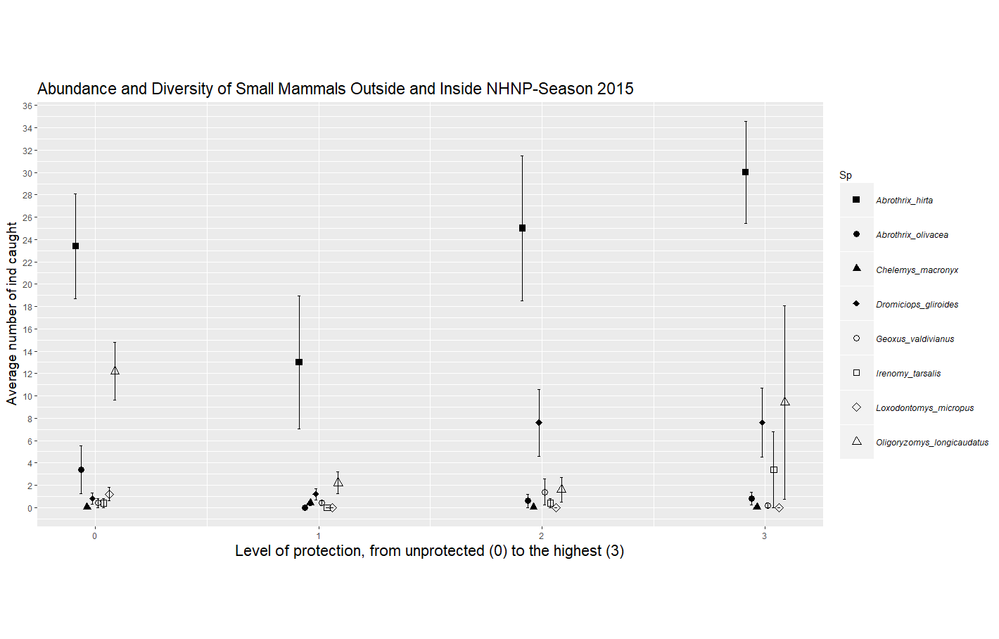 Abundance and Diversity of Small Mammals Outside and Inside NHNP-Season 2015
Average number of ind caught
36
34
32
30
28
26
24
22
20
18
16
14
12
10
8
6
4
2
0
0
1
2
3
Level of protection, from unprotected (0) to the highest (3)
Sp
Abrothrix_hirta
Abrothrix_olivacea
Chelemys_macronyx
Dromiciops_gliroides
Geoxus_valdivianus
Irenomy_tarsalis
Loxodontomys_micropus
Oligoryzomys_longicaudatus